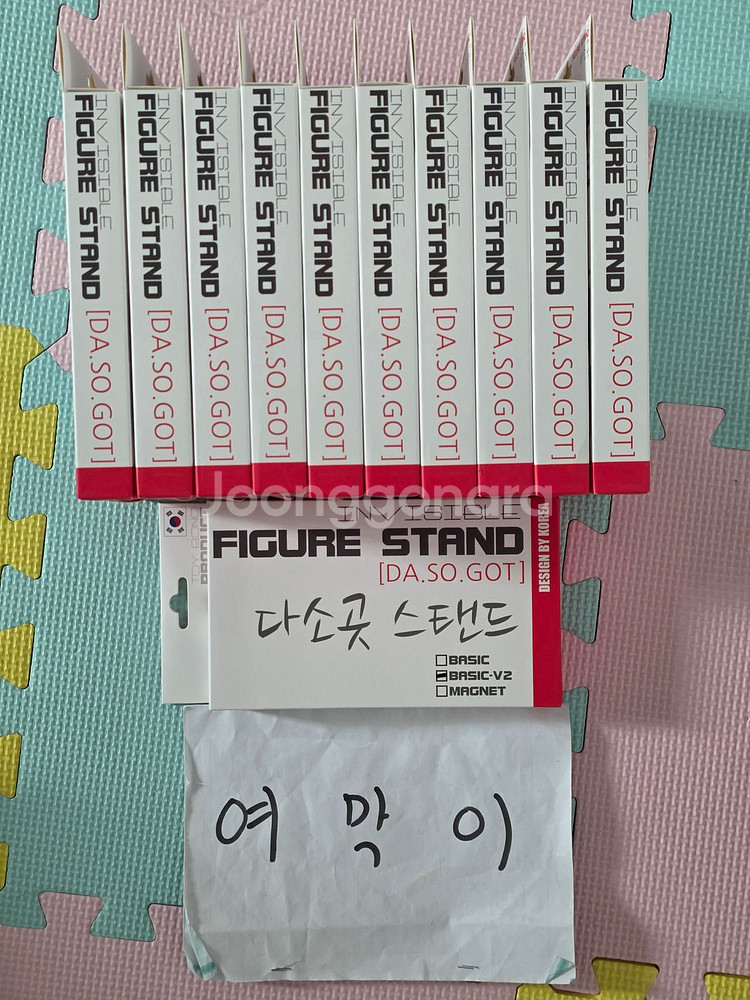 INVISIBLE
FIGURE STAND [DA.SO.GOT]
INVISIBLE
FIGURE STAND [DA.SO.GOT]
INVISIBLE
FIGURE STAND [DA.SO.GOT]
INVISIBLE
FIGURE STAND [DA.SO.GOT]
INVISIBLE
FIGURE STAND [DA.SO.GOT]
INVISIBLE
FIGURE STAND [DA.SO.GOT]
INVISIBLE
FIGURE STAND [DA.SO.GOT]
INVISIBLE
FIGURE STAND [DA.SO.GOT]
INVISIBLE
FIGURE STAND [DA.SO.GOT]
INVISIBLE
FIGURE STAND [DA.SO.GOT]
Joonggonara
INVISIBLE
FIGURE STAND
[DA.SO.GOT]
DESIGN BY KOREA
다소곳 스탠드
BASIC
BASIC-V2
MAGNET
여막이